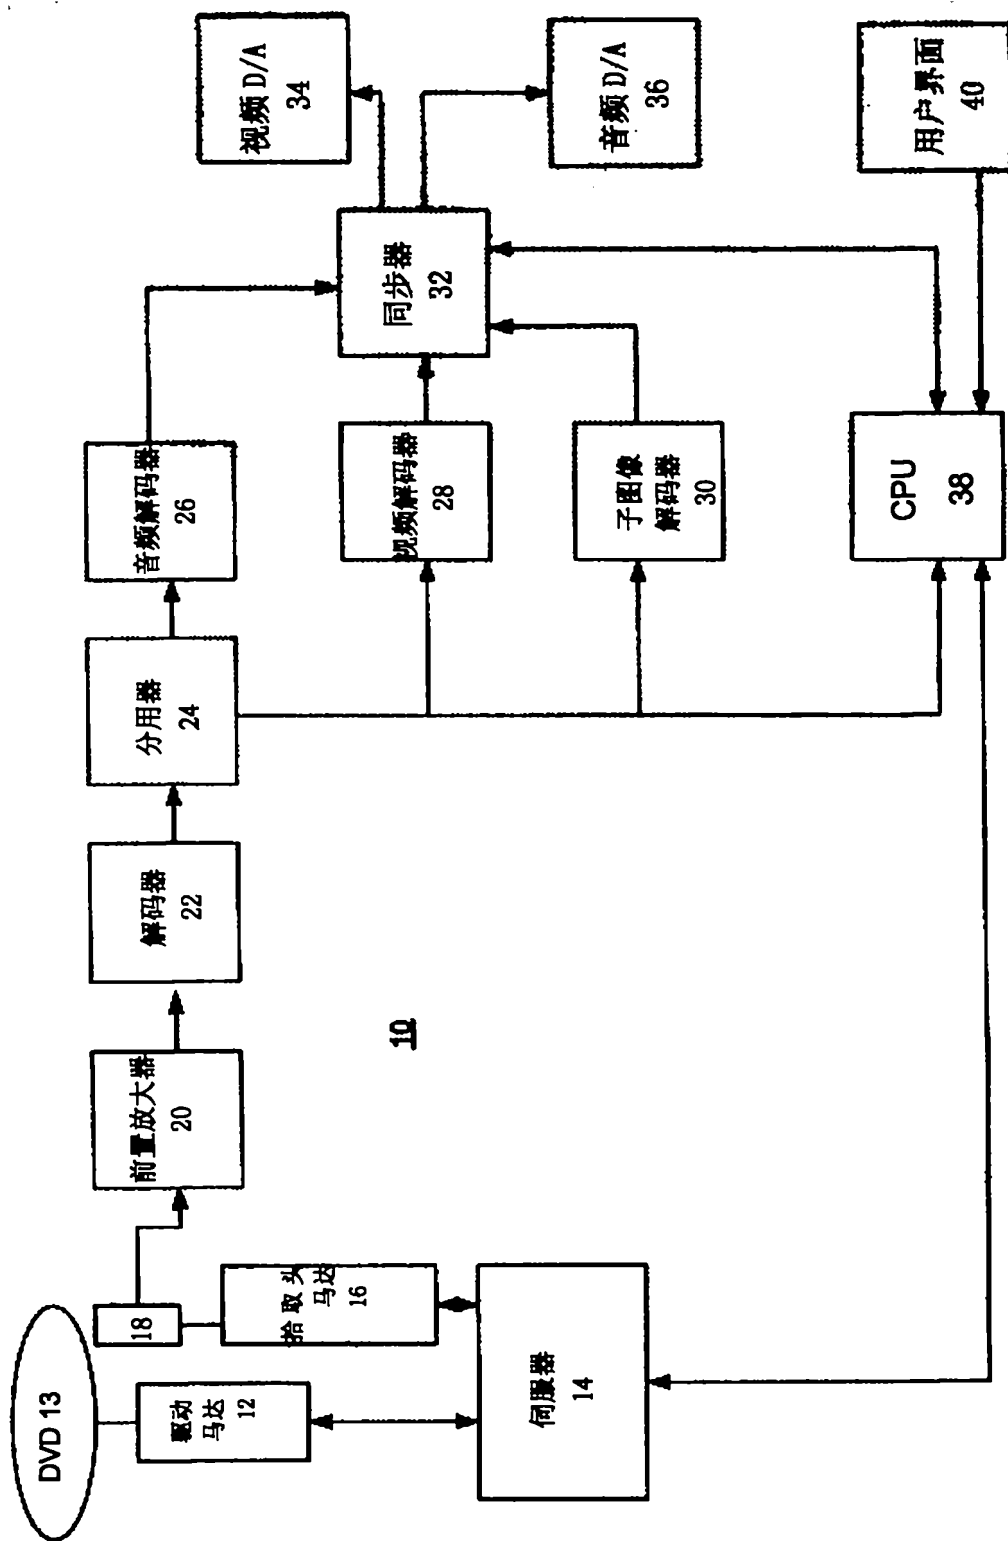 DVD 13
驱动
马达
12
18
拾取头
马达
16
伺服器
14
前置放大器
20
解码器
22
分用器
24
音频解码器
26
视频解码器
28
子图像
解码器
30
同步器
32
视频 D/A
34
音频 D/A
36
CPU
38
用户界面
40
10